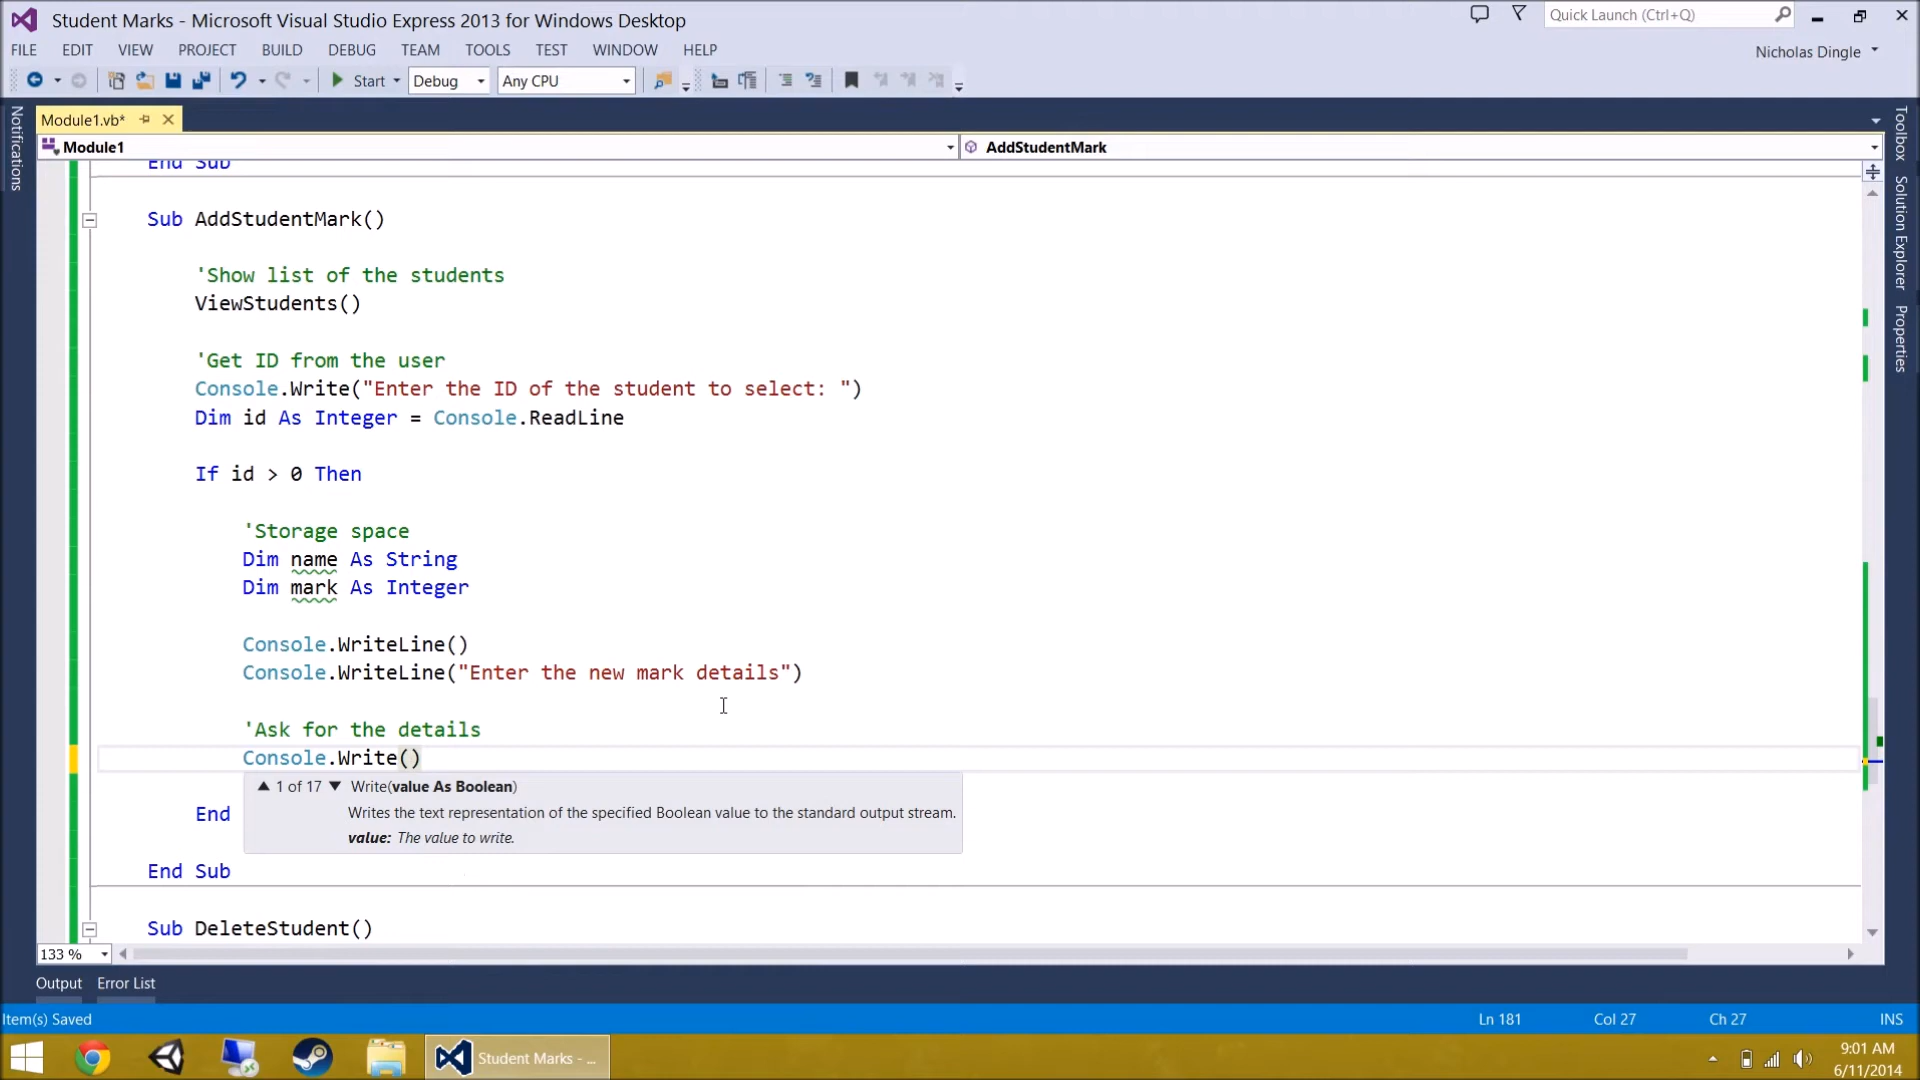 Student Marks - Microsoft Visual Studio Express 2013 for Windows Desktop
Quick Launch (Ctrl+Q)
FILE EDIT VIEW PROJECT BUILD DEBUG TEAM TOOLS TEST WINDOW HELP
Nicholas Dingle
Start Debug Any CPU
Notifications
Module1.vb*
Toolbox
Solution Explorer
Properties
Module1
AddStudentMark
End Sub
Sub AddStudentMark()
'Show list of the students
ViewStudents()
'Get ID from the user
Console.Write("Enter the ID of the student to select: ")
Dim id As Integer = Console.ReadLine
If id > 0 Then
'Storage space
Dim name As String
Dim mark As Integer
Console.WriteLine()
Console.WriteLine("Enter the new mark details")
'Ask for the details
Console.Write()
1 of 17 Write(value As Boolean)
Writes the text representation of the specified Boolean value to the standard output stream.
value: The value to write.
End
End Sub
Sub DeleteStudent()
133 %
Output Error List
Item(s) Saved
Ln 181 Col 27 Ch 27 INS
Student Marks - ...
9:01 AM
6/11/2014